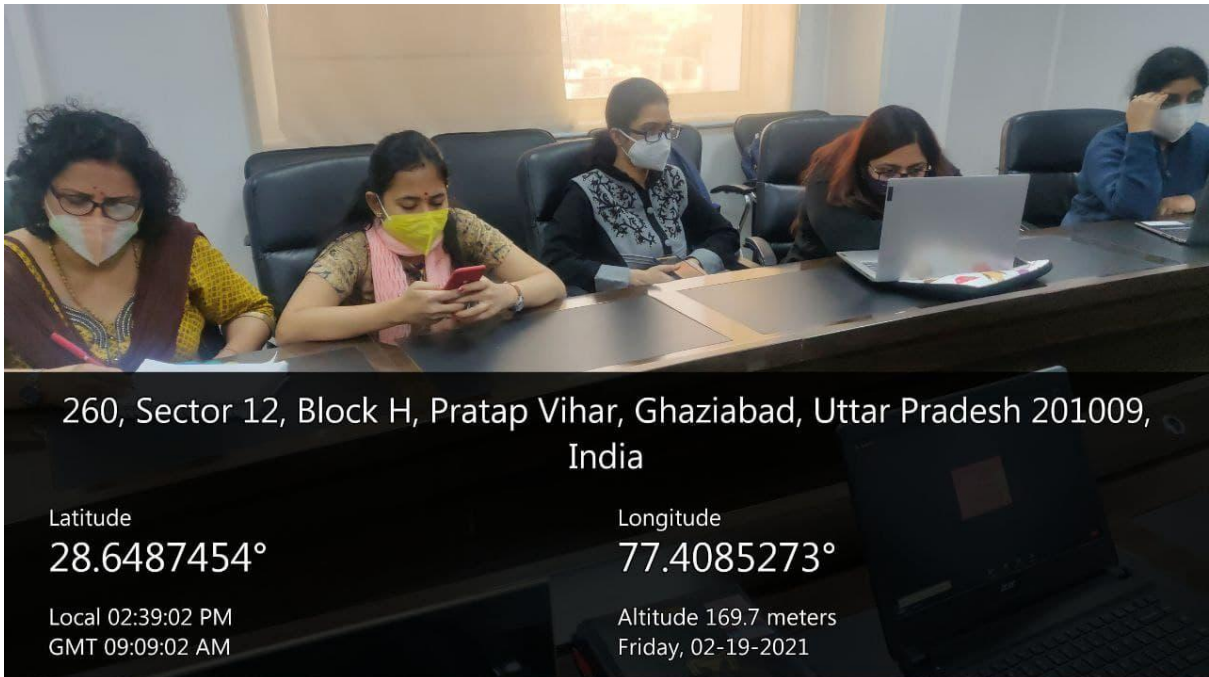 260, Sector 12, Block H, Pratap Vihar, Ghaziabad, Uttar Pradesh 201009,
India
Latitude
28.6487454°
Longitude
77.4085273°
Local 02:39:02 PM
GMT 09:09:02 AM
Altitude 169.7 meters
Friday, 02-19-2021
acer